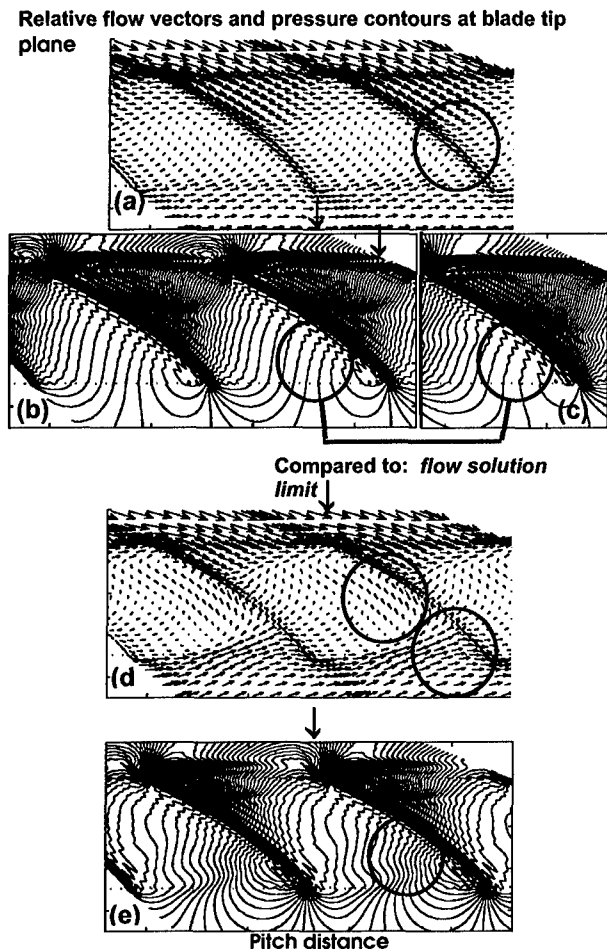 Relative flow vectors and pressure contours at blade tip
plane
(a)
(b)
(c)
Compared to: flow solution
limit
(d
(e)
Pitch distance